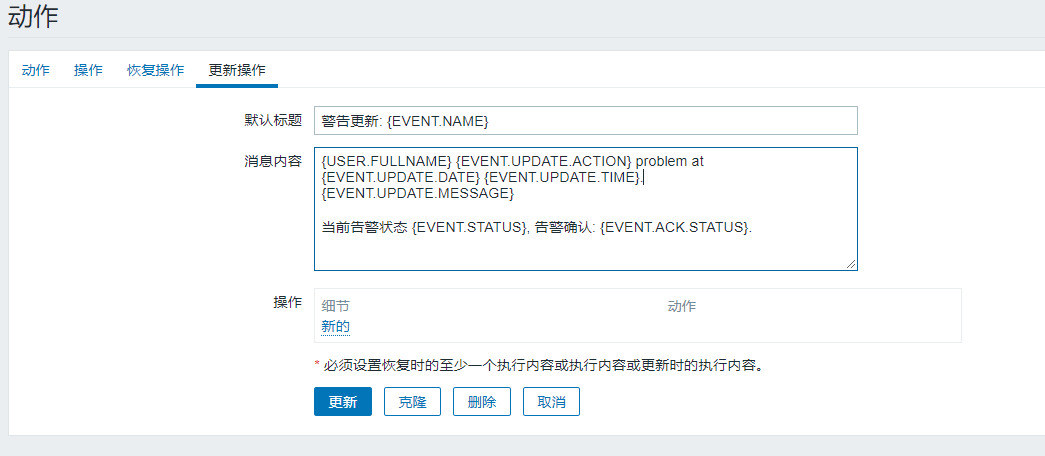 动作
动作 操作 恢复操作 更新操作
默认标题 警告更新: {EVENT.NAME}
消息内容 {USER.FULLNAME} {EVENT.UPDATE.ACTION} problem at
{EVENT.UPDATE.DATE} {EVENT.UPDATE.TIME}.
{EVENT.UPDATE.MESSAGE}
当前告警状态 {EVENT.STATUS}, 告警确认: {EVENT.ACK.STATUS}.
操作 细节 动作
新的
* 必须设置恢复时的至少一个执行内容或执行内容或更新时的执行内容。
更新 克隆 删除 取消